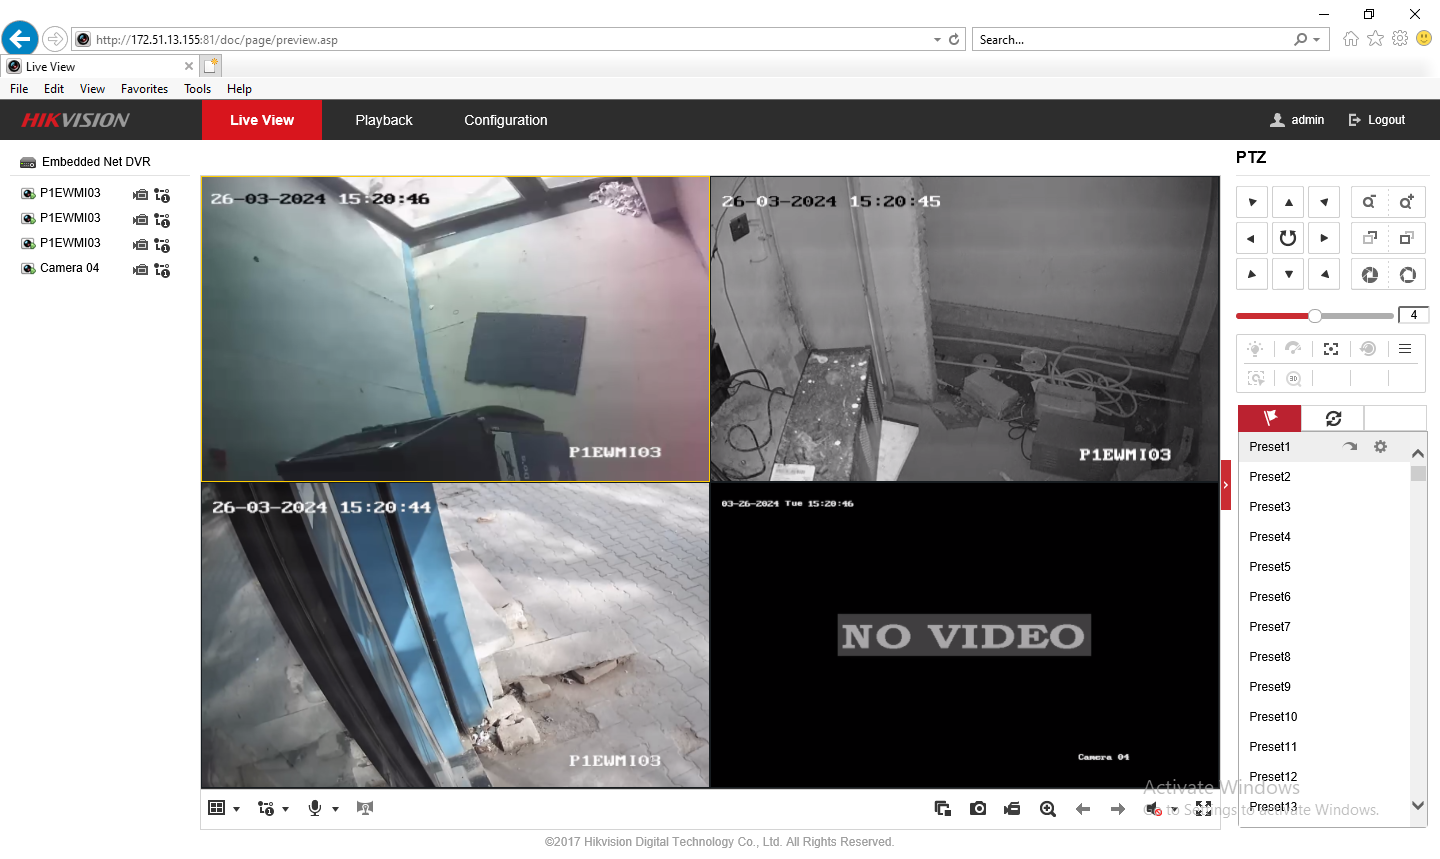 http://172.51.13.155:81/doc/page/preview.asp
Search...
Live View
File Edit View Favorites Tools Help
HIKVISION
Live View Playback Configuration
admin Logout
Embedded Net DVR
P1EWMI03
P1EWMI03
P1EWMI03
Camera 04
26-03-2024 15:20:46
P1EWMI03
26-03-2024 15:20:45
P1EWMI03
26-03-2024 15:20:44
P1EWMI03
03-26-2024 Tue 15:20:46
NO VIDEO
Camera 04
PTZ
4
3D
Preset1
Preset2
Preset3
Preset4
Preset5
Preset6
Preset7
Preset8
Preset9
Preset10
Preset11
Preset12
Preset13
Activate Windows
Go to Settings to activate Windows.
©2017 Hikvision Digital Technology Co., Ltd. All Rights Reserved.